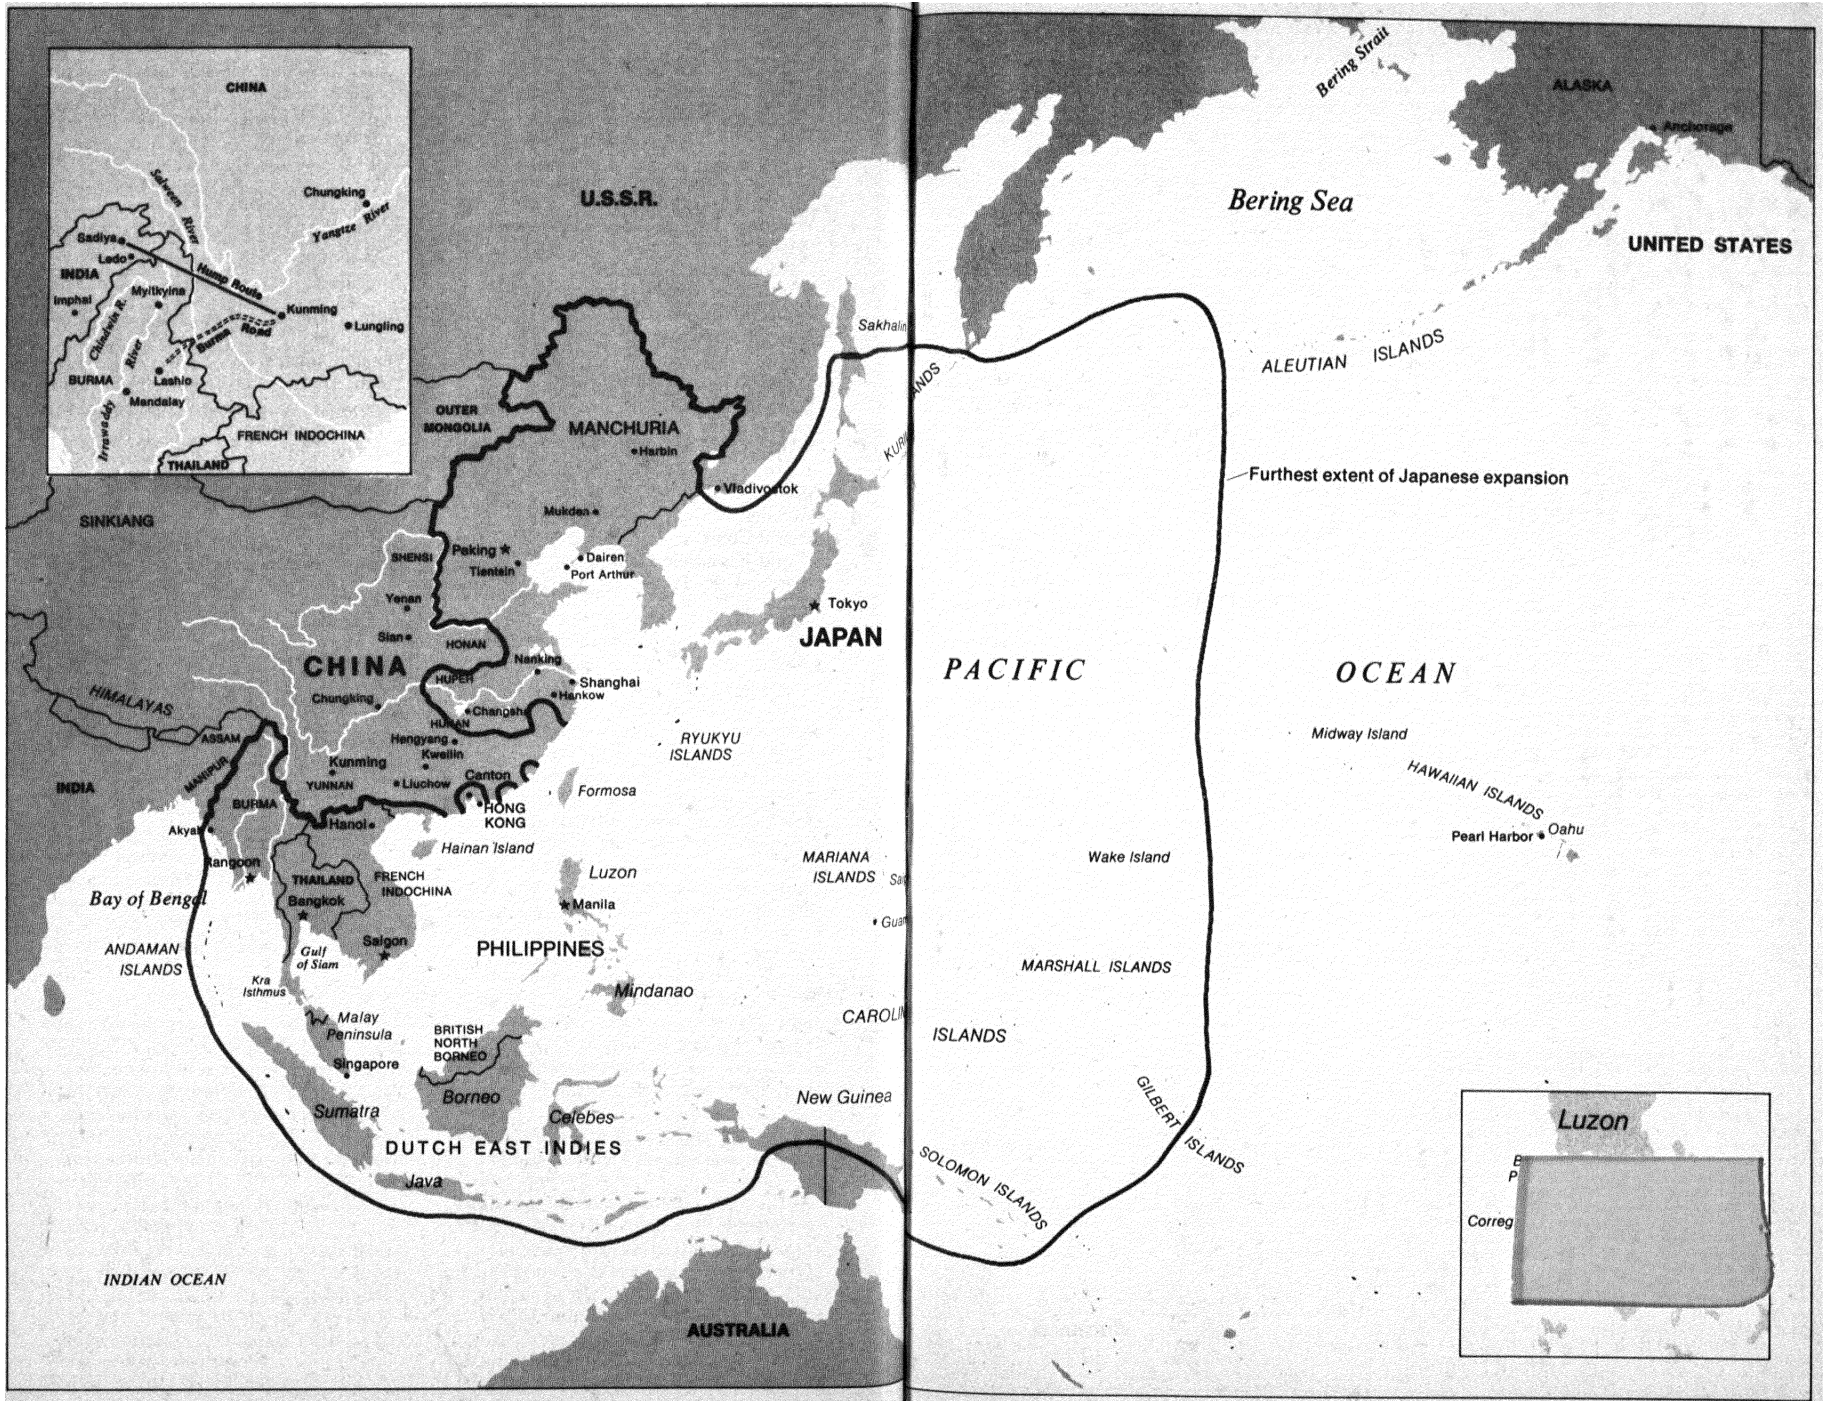 CHINA
Salween River
Chungking
Yangtze River
Sadiya
Ledo
INDIA
Hump Route
Imphal
Myitkyina
Chindwin R.
Kunming
Lungling
Burma Road
River
BURMA
Lashio
Mandalay
Irrawaddy
FRENCH INDOCHINA
THAILAND
U.S.S.R.
Bering Strait
ALASKA
Anchorage
Bering Sea
UNITED STATES
Sakhalin
ALEUTIAN ISLANDS
ANDS
KURI
OUTER
MONGOLIA
MANCHURIA
Harbin
Vladivostok
Furthest extent of Japanese expansion
SINKIANG
Mukden
SHENSI
Peking
Tientsin
Dairen
Port Arthur
Yenan
Tokyo
JAPAN
Sian
HONAN
CHINA
Nanking
HUPEH
Shanghai
Hankow
PACIFIC
OCEAN
HIMALAYAS
Chungking
Changsha
HUNAN
ASSAM
Hengyang
RYUKYU
ISLANDS
Midway Island
Kweilin
Kunming
MANIPUR
INDIA
YUNNAN
Liuchow
Canton
Formosa
HAWAIIAN ISLANDS
BURMA
HONG
KONG
Akyab
Hanoi
Pearl Harbor
Oahu
Hainan Island
Rangoon
Luzon
MARIANA
ISLANDS
Wake Island
THAILAND
FRENCH
INDOCHINA
Bay of Bengal
Bangkok
Manila
Guam
ANDAMAN
ISLANDS
Gulf
of Siam
Saigon
PHILIPPINES
MARSHALL ISLANDS
Kra
Isthmus
Mindanao
Malay
Peninsula
CAROLIN
ISLANDS
BRITISH
NORTH
BORNEO
Singapore
New Guinea
GILBERT ISLANDS
Sumatra
Borneo
Celebes
DUTCH EAST INDIES
Java
SOLOMON ISLANDS
Luzon
B
P
Correg
INDIAN OCEAN
AUSTRALIA